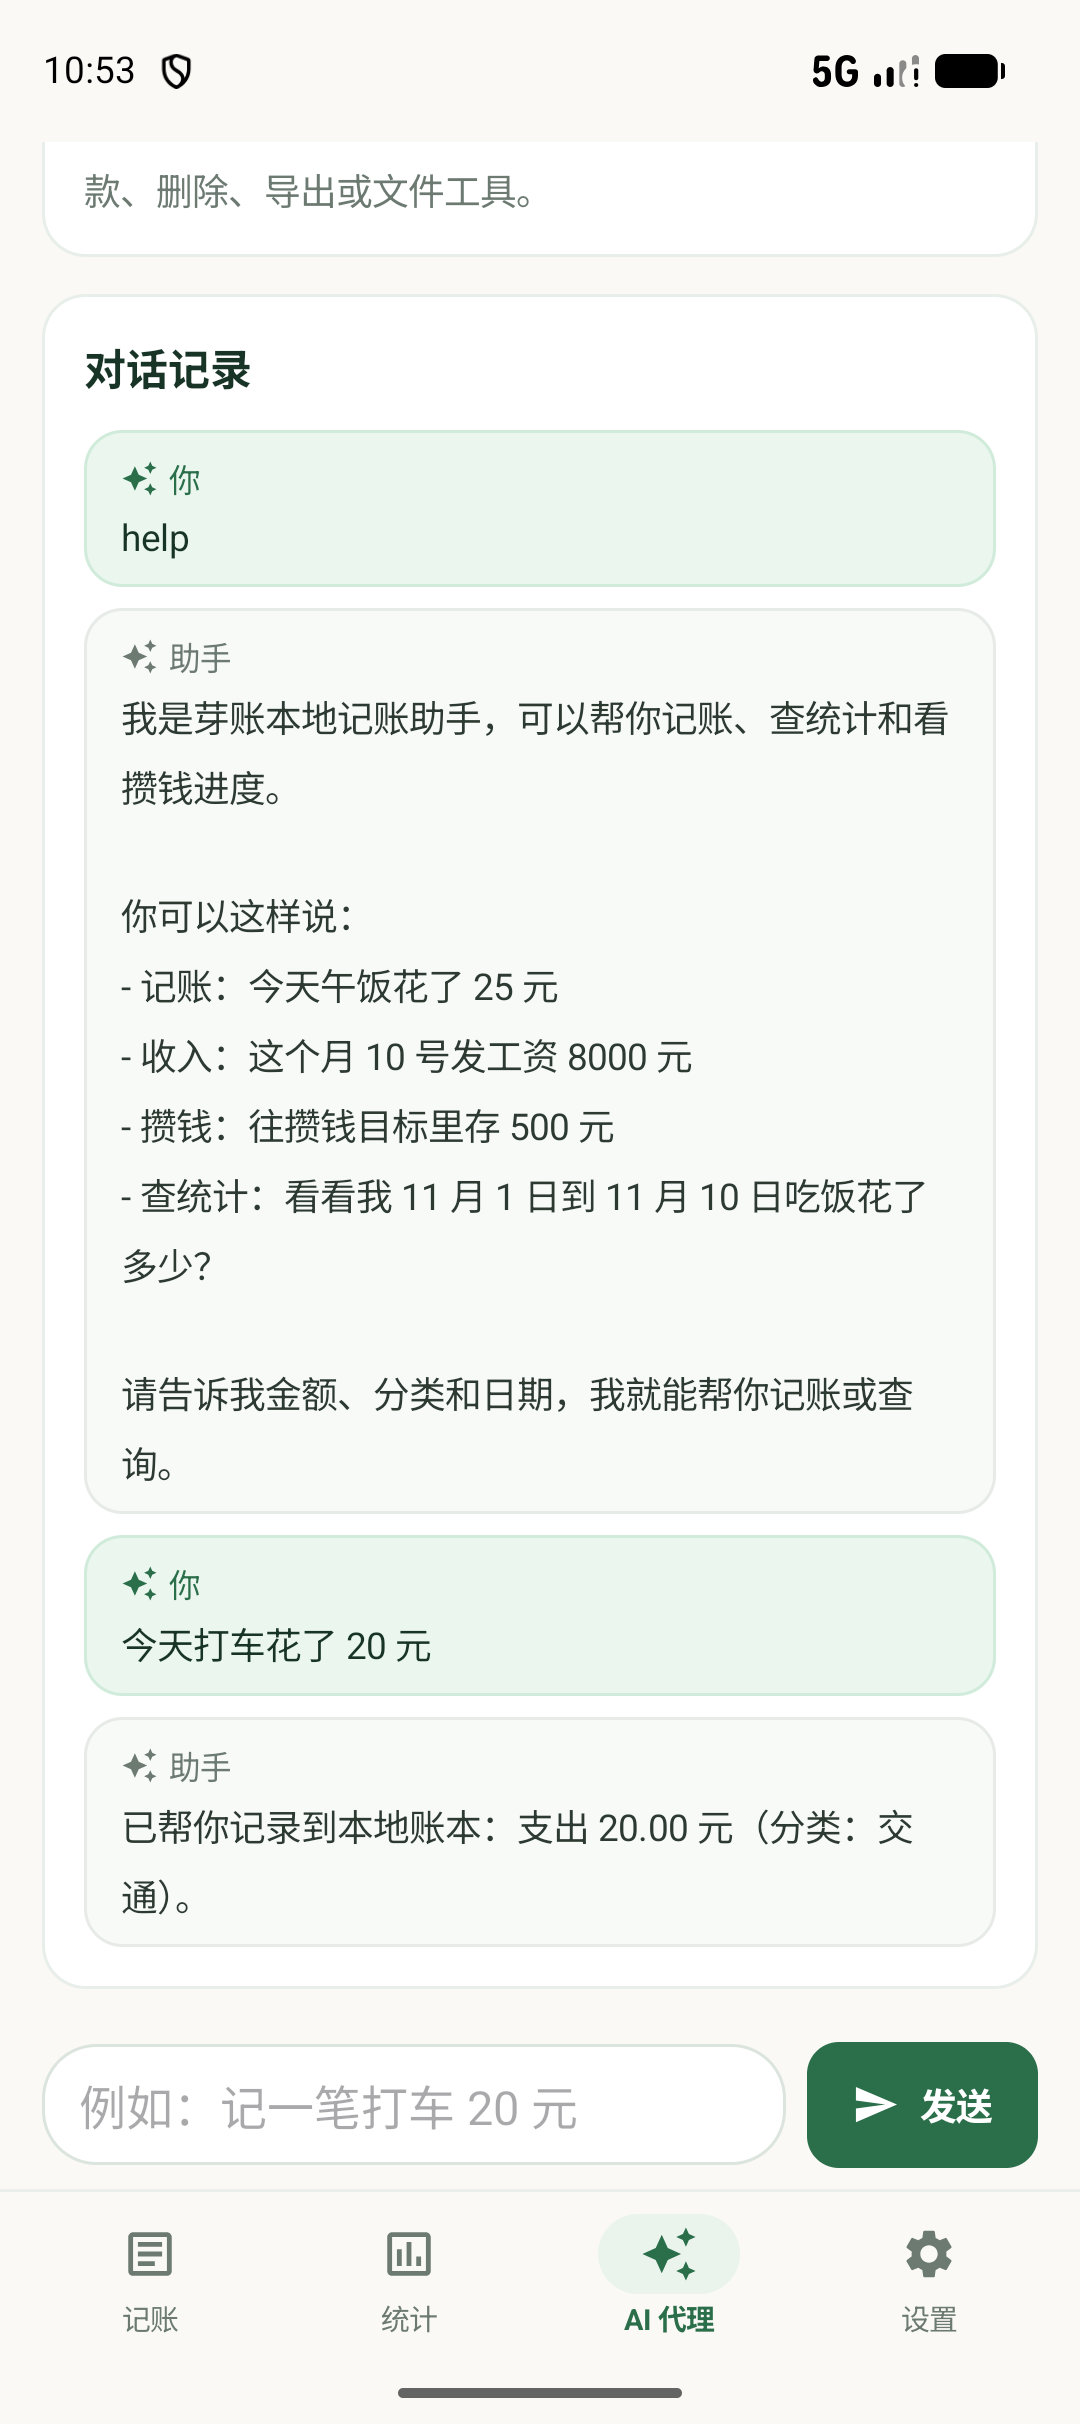 10:53
5G
款、删除、导出或文件工具。
对话记录
你
help
助手
我是芽账本地记账助手，可以帮你记账、查统计和看
攒钱进度。
你可以这样说：
- 记账：今天午饭花了 25 元
- 收入：这个月 10 号发工资 8000 元
- 攒钱：往攒钱目标里存 500 元
- 查统计：看看我 11 月 1 日到 11 月 10 日吃饭花了
多少？
请告诉我金额、分类和日期，我就能帮你记账或查
询。
你
今天打车花了 20 元
助手
已帮你记录到本地账本：支出 20.00 元（分类：交
通）。
例如：记一笔打车 20 元
发送
记账
统计
AI 代理
设置